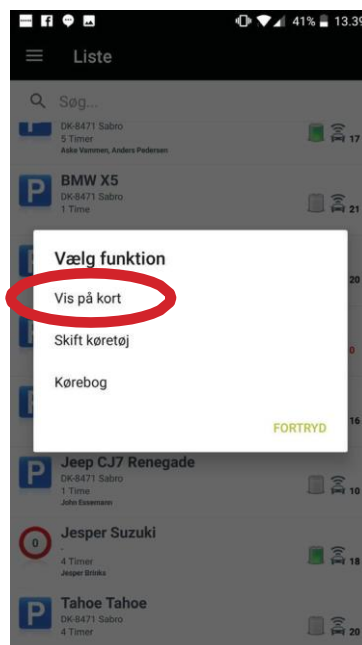 41% 13.39
Liste
Søg...
DK-8471 Sabro
5 Timer
Aske Vammen, Anders Pedersen
17
P
BMW X5
DK-8471 Sabro
1 Time
21
Vælg funktion
20
Vis på kort
Skift køretøj
0
Kørebog
16
FORTRYD
P
Jeep CJ7 Renegade
DK-8471 Sabro
1 Time
John Essemann
10
0
Jesper Suzuki
-
4 Timer
Jesper Brinks
18
P
Tahoe Tahoe
DK-8471 Sabro
4 Timer
20